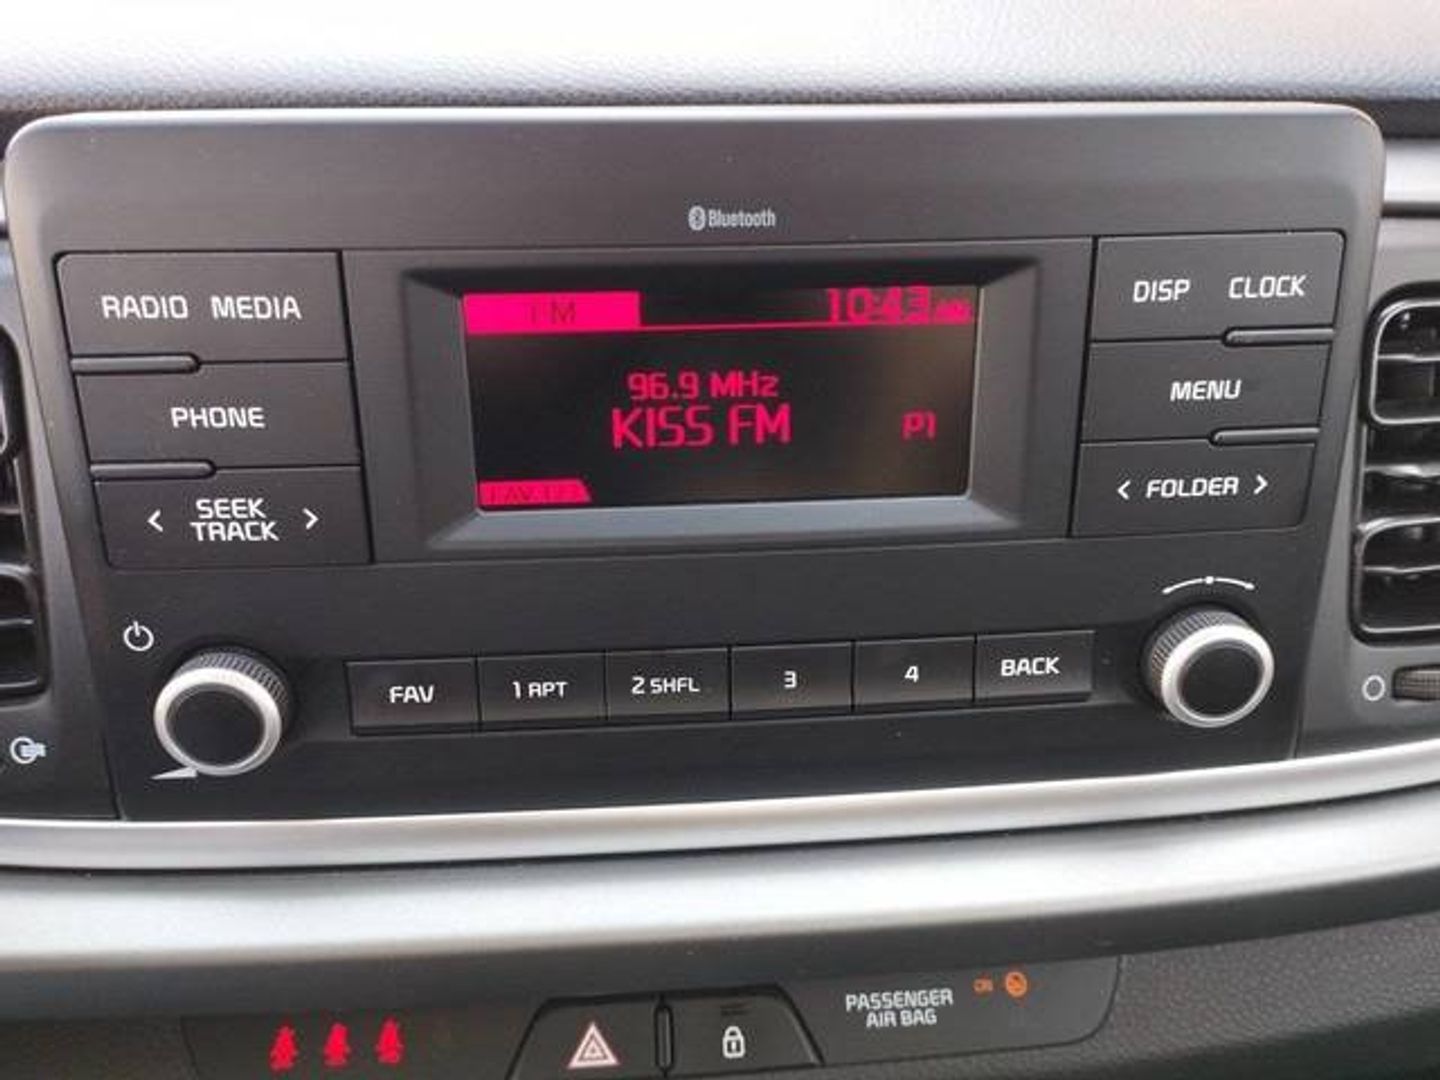 Bluetooth
RADIO MEDIA
FM
10:43
DISP CLOCK
PHONE
96.9 MHz
KISS FM
P1
MENU
< SEEK TRACK >
< FOLDER >
FAV
1 RPT
2 SHFL
3
4
BACK
PASSENGER
AIR BAG
ON